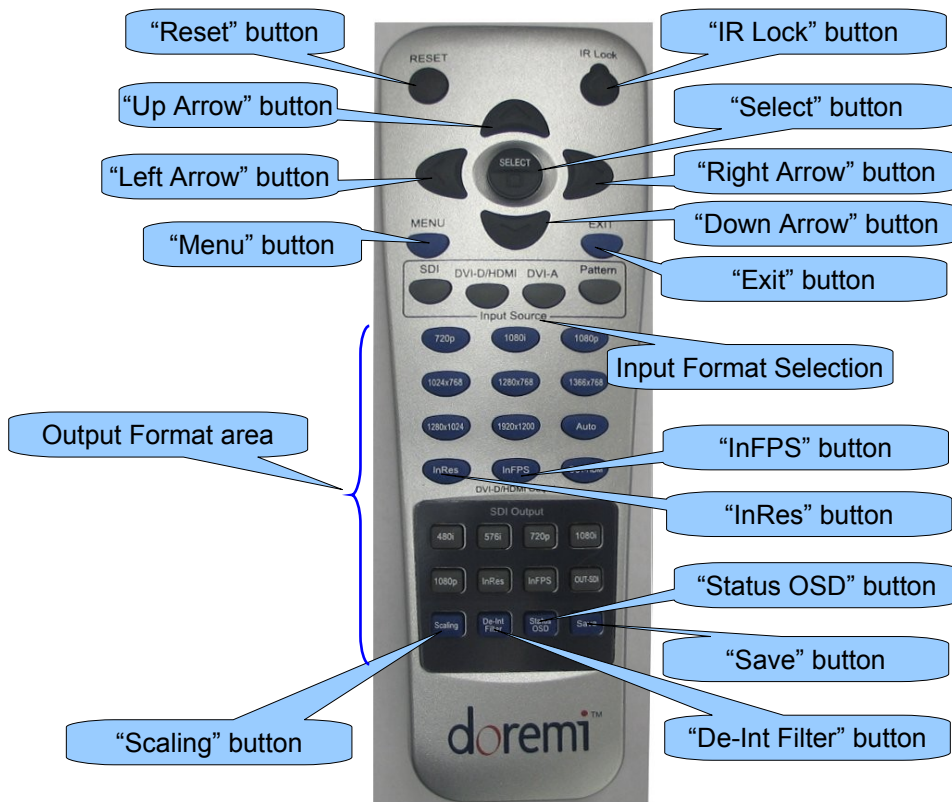 “Reset” button
“IR Lock” button
RESET
IR Lock
“Up Arrow” button
“Select” button
SELECT
“Left Arrow” button
“Right Arrow” button
“Down Arrow” button
MENU
EXIT
“Menu” button
“Exit” button
SDI DVI-D/HDMI DVI-A Pattern
Input Source
720p 1080i 1080p
Input Format Selection
1024x768 1280x768 1366x768
1280x1024 1920x1200 Auto
Output Format area
“InFPS” button
InRes InFPS
DVI-D/HDMI
“InRes” button
SDI Output
480i 576i 720p 1080i
1080p InRes InFPS OUT-SDI
“Status OSD” button
Scaling De-Int Filter Status OSD Save
“Save” button
doremi™
“Scaling” button
“De-Int Filter” button